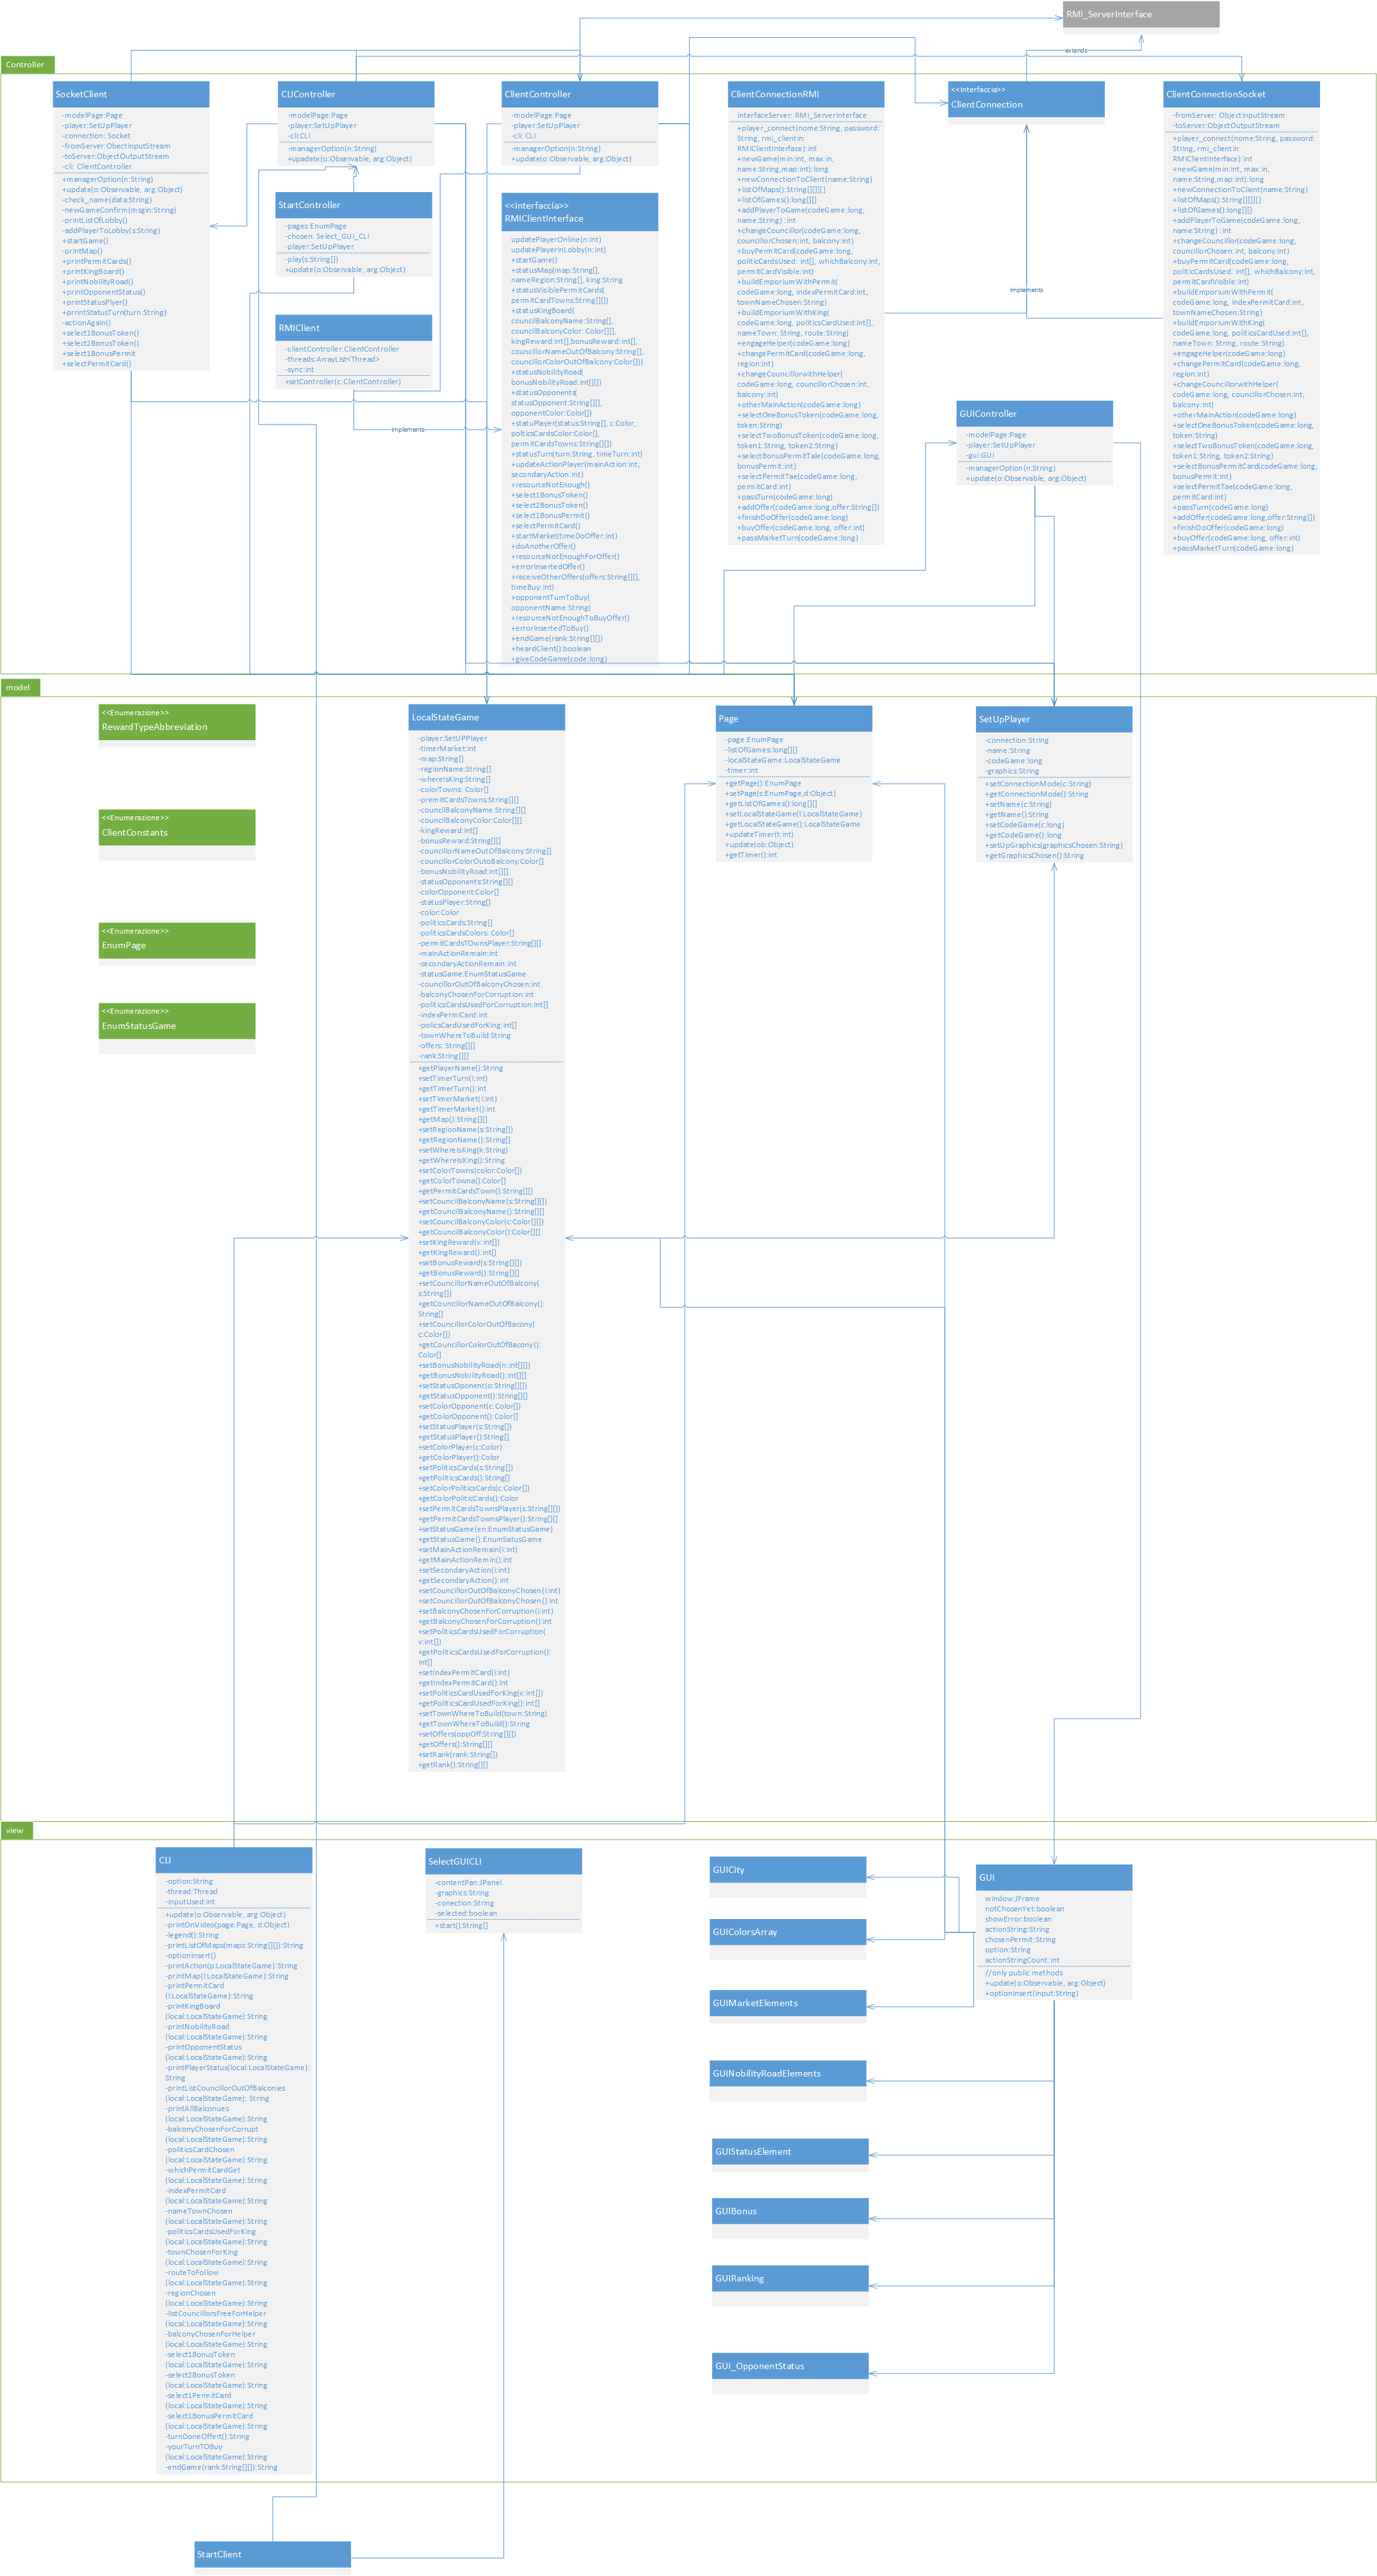 RMI_ServerInterface
extends
Controller
SocketClient
-modelPage:Page
-player:SetUpPlayer
-connection: Socket
-fromServer:ObectInputStream
-toServer:ObjectOutputStream
-cli: ClientController
+managerOption(n:String)
+update(o:Observable, arg:Object)
-check_name(data:String)
-newGameConfirm(msgin:String)
-printListOfLobby()
-addPlayerToLobby(s:String)
+startGame()
-printMap()
+printPermitCards()
+printKingBoard()
+printNobilityRoad()
+printOpponentStatus()
+printStatusPlyer()
+prrintStatusTurn(turn:String)
-actionAgain()
+select1BonusToken()
+select2BonusToken()
+select1BonusPermit
+selectPermitCard()
CLIController
-modelPage:Page
-player:SetUpPlayer
-cli:CLI
-managerOption(n:String)
+upadate(o:Observable, arg:Object)
StartController
-pages:EnumPage
-chosen: Select_GUI_CLI
-player:SetUpPlayer
-play(s:String[])
+update(o:Observable, arg:Object)
RMIClient
-clientController:ClientController
-threads:ArrayList<Thread>
-sync:int
+setController(c:ClientController)
implements
ClientController
-modelPage:Page
-player:SetUpPlayer
-cli: CLI
-managerOption(n:String)
+update(o:Observable, arg:Object)
<<Interfaccia>>
RMIClientInterface
updatePlayerOnline(n:int)
updatePlayerInLobby(n:int)
+startGame()
+statusMap(map:String[],
nameRegion:String[], king:String
+statusVisiblePermitCards(
permitCardTowns:String[][])
+statusKingBoard(
councilBalconyName:String[],
councilBalconyColor: Color[][],
kingReward:int[],bonusReward:int[],
councillorNameOutOfBalcony:String[],
councillorColorOutOfBalcony:Color[]))
+statusNobilityRoad(
bonusNobilityRoad:int[][])
+statusOpponents(
statusOpponent:String[][],
opponentColor:Color[])
+statuPlayer(status:String[], c:Color,
polticsCardsColor:Color[],
permitCardsTowns:String[][])
+statusTurn(turn:String, timeTurn:int)
+updateActionPlayer(mainAction:int,
secondaryAction:int)
+resourceNotEnough()
+select1BonusToken()
+select2BonusToken()
+select1BonusPermit()
+selectPermitCard()
+startMarket(timeDoOffer:int)
+doAnotherOffer()
+resourceNotEnoughForOffer()
+errorInsertedOffer()
+receiveOtherOffers(offers:String[][],
timeBuy:int)
+opponentTurnToBuy(
opponentName:String)
+resourceNotEnoughToBuyOffer()
+errorInsertedToBuy()
+endGame(rank:String[][])
+heardClient():boolean
+giveCodeGame(code:long)
ClientConnectionRMI
interfaceServer: RMI_ServerInterface
+player_connect(nome:String, password:
String, rmi_clientin:
RMIClientInterface):int
+newGame(min:int, max:in,
name:String,map:int): long
+newConnectionToClient(name:String)
+listOfMaps():String[][][]
+listOfGames():long[][]
+addPlayerToGame(codeGame:long,
name:String) :int
+changeCouncillor(codeGame:long,
councillorChosen:int, balcony:int)
+buyPermitCard(codeGame:long,
politicCardsUsed: int[], whichBalcony:int,
permitCardVisible:int)
+buildEmporiumWithPermit(
codeGame:long, indexPermitCard:int,
townNameChosen:String)
+buildEmporiumWithKing(
codeGame:long, politicsCardUsed:int[],
nameTown: String, route:String)
+engageHelper(codeGame:long)
+changePermitCard(codeGame:long,
region:int)
+changeCouncillorwithHelper(
codeGame:long, councillorChosen:int,
balcony:int)
+otherMainAction(codeGame:long)
+selectOneBonusToken(codeGame:long,
token:String)
+selectTwoBonusToken(codeGame:long,
token1:String, token2:String)
+selectBonusPermitTale(codeGame:long,
bonusPermit:int)
+selectPermitTae(codeGame:long,
permitCard:int)
+passTurn(codeGame:long)
+addOffer(codeGame:long,offer:String[])
+finishDoOffer(codeGame:long)
+buyOffer(codeGame:long, offer:int)
+passMarketTurn(codeGame:long)
<<Interfaccia>>
ClientConnection
implements
GUIController
-modelPage:Page
-player:SetUpPlayer
-gui:GUI
-managerOption(n:String)
+update(o:Observable, arg:Object)
ClientConnectionSocket
-fromServer: ObjectInputStream
-toServer:ObjectOutputStream
+player_connect(nome:String, password:
String, rmi_clientin:
RMIClientInterface):int
+newGame(min:int, max:in,
name:String,map:int): long
+newConnectionToClient(name:String)
+listOfMaps():String[][][]
+listOfGames():long[][]
+addPlayerToGame(codeGame:long,
name:String) :int
+changeCouncillor(codeGame:long,
councillorChosen:int, balcony:int)
+buyPermitCard(codeGame:long,
politicCardsUsed: int[], whichBalcony:int,
permitCardVisible:int)
+buildEmporiumWithPermit(
codeGame:long, indexPermitCard:int,
townNameChosen:String)
+buildEmporiumWithKing(
codeGame:long, politicsCardUsed:int[],
nameTown: String, route:String)
+engageHelper(codeGame:long)
+changePermitCard(codeGame:long,
region:int)
+changeCouncillorwithHelper(
codeGame:long, councillorChosen:int,
balcony:int)
+otherMainAction(codeGame:long)
+selectOneBonusToken(codeGame:long,
token:String)
+selectTwoBonusToken(codeGame:long,
token1:String, token2:String)
+selectBonusPermitCard(codeGame:long,
bonusPermit:int)
+selectPermitTae(codeGame:long,
permitCard:int)
+passTurn(codeGame:long)
+addOffer(codeGame:long,offer:String[])
+finishDoOffer(codeGame:long)
+buyOffer(codeGame:long, offer:int)
+passMarketTurn(codeGame:long)
model
<<Enumerazione>>
RewardTypeAbbreviation
<<Enumerazione>>
ClientConstants
<<Enumerazione>>
EnumPage
<<Enumerazione>>
EnumStatusGame
LocalStateGame
-player:SetUPPlayer
-timerMarket:int
-map:String[]
-regionName:String[]
-whereIsKing:String[]
-colorTowns: Color[]
-premitCardsTowns:String[][]
-councilBalconyName:String[][]
-councilBalconyColor:Color[][]
-kingReward:int[]
-bonusReward:String[][]
-councillorNameOutOfBalcony:String[]
-councillorColorOutoBalcony:Color[]
-bonusNobilityRoad:int[][]
-statusOpponents:String[][]
-colorOpponent:Color[]
-statusPlayer:String[]
-color:Color
-politicsCards:String[]
-politicsCardsColors: Color[]
-permitCardsTOwnsPlayer:String[][]
-mainActionRemain:int
-secondaryActionRemain:int
-statusGame:EnumStatusGame
-councillorOutOfBalconyChosen:int
-balconyChosenForCorruption:int
-politicsCardsUsedForCorruption:int[]
-indexPermiCard:int
-policsCardUsedForKing:int[]
-townWhereToBuild:String
-offers: String[][]
-rank:String[][]
+getPlayerName():String
+setTimerTurn(i:int)
+getTimerTurn():int
+setTimerMarket(i:int)
+getTimerMarket():int
+getMap():String[][]
+setRegionName(s:String[])
+getRegionName():String[]
+setWhereIsKing(k:String)
+getWhereIsKing():String
+setColorTowns(color:Color[])
+getColorTowna():Color[]
+getPermitCardsTown():String[][]
+setCouncilBalconyName(s:String[][])
+getCouncilBalconyName():String[][]
+setCouncilBalconyColor(c:Color[][])
+getCouncilBalconyColor():Color[][]
+setKingReward(v:int[])
+getKingReward():int[]
+setBonusReward(s:String[][])
+getBonusReward():String[][]
+setCouncillorNameOutOfBalcony(
s:String[])
+getCouncillorNameOutOfBalcony():
String[]
+setCouncillorColorOutOfBacony(
c:Color[])
+getCouncillorColorOutOfBacony():
Color[]
+setBonusNobilityRoad(n:int[][])
+getBonusNobilityRoad():int[][]
+setStatusOponent(o:String[][])
+getStatusOpponent():String[][]
+setColorOpponent(c:Color[])
+getColorOpponent():Color[]
+setStatusPlayer(s:String[])
+getStatusPlayer():String[]
+setColorPlayer(c:Color)
+getColorPlayer():Color
+setPoliticsCards(s:String[])
+getPoliticsCards():String[]
+setColorPoliticsCards(c:Color[])
+getColorPoliticCards():Color
+setPermitCardsTownsPlayer(s:String[][])
+getPermitCardsTownsPlayer():String[][]
+setStatusGame(en:EnumStatusGame)
+getStatusGame():EnumSatusGame
+setMainActionRemain(i:int)
+getMainActionRemin():int
+setSecondaryAction(i:int)
+getSecondaryAction():int
+setCouncillorOutOfBalconyChosen(i:int)
+setCouncillorOutOfBalconyChosen():int
+setBalconyChosenForCorruption(i:int)
+getBalconyChosenForCorruption():int
+setPoliticsCardsUsedForCorruption(
v:int[])
+getPoliticsCardsUsedForCorruption():
int[]
+setIndexPermitCard(i:int)
+getIndexPermitCard():int
+setPoliticsCardUsedForKing(v:int[])
+getPoliticsCardUsedForKing():int[]
+setTownWhereToBuild(town:String)
+getTownWhereToBuild():String
+setOffers(oppOff:String[][])
+getOffers():String[][]
+setRank(rank:String[])
+getRank():String[][]
Page
-page:EnumPage
-listOfGames:long[][]
-localStateGame:LocalStateGame
-timer:int
+getPage():EnumPage
+setPage(s:EnumPage,d:Object)
+getListOfGames():long[][]
+setLocalStateGame(l:LocalStateGame)
+getLocalStateGame():LocalStateGame
+updateTimer(t:int)
+update(ob:Object)
+getTimer():int
SetUpPlayer
-connection:String
-name:String
-codeGame:long
-graphics:String
+setConnectionMode(c:String)
+getConnectionMode():String
+setName(c:String)
+getName():String
+setCodeGame(c:long)
+getCodeGame():long
+setUpGraphics(graphicsChosen:String)
+getGraphicsChosen():String
view
CLI
-option:String
-thread:Thread
-inputUsed:int
+update(o:Observable, arg:Object)
-printOnVideo(page:Page, d:Object)
-legend():String
-printListOfMaps(maps:String[][]):String
-optionInsert()
-printAction(p:LocalStateGame):String
-printMap(l:LocalStateGame):String
-printPermitCard
(l:LocalStateGame):String
-printKingBoard
(local:LocalStateGame):String
-printNobilityRoad
(local:LocalStateGame):String
-printOpponentStatus
(local:LocalStateGame):String
-printPlayerStatus(local:LocalStateGame):
String
-printListCouncillorOutOfBalconies
(local:LocalStateGame): String
-printAllBalconues
(local:LocalStateGame):String
-balconyChosenForCorrupt
(local:LocalStateGame):String
-politicsCardChosen
(local:LocalStateGame):String
-whichPermitCardGet
(local:LocalStateGame):String
-indexPermitCard
(local:LocalStateGame):String
-nameTownChosen
(local:LocalStateGame):String
-politicsCardsUsedForKing
(local:LocalStateGame):String
-townChosenForKing
(local:LocalStateGame):String
-routeToFollow
(local:LocalStateGame):String
-regionChosen
(local:LocalStateGame):String
-listCouncillorsFreeForHelper
(local:LocalStateGame):String
-balconyChosenForHelper
(local:LocalStateGame):String
-select1BonusToken
(local:LocalStateGame):String
-select2BonusToken
(local:LocalStateGame):String
-select1PermitCard
(local:LocalStateGame):String
-select1BonusPermitCard
(local:LocalStateGame):String
-turnDoneOffert():String
-yourTurnTOBuy
(local:LocalStateGame):String
-endGame(rank:String[][]):String
SelectGUICLI
-contentPan:JPanel
-graphics:String
-conection:String
-selected:boolean
+start():String[]
GUICity
GUIColorsArray
GUIMarketElements
GUINobilityRoadElements
GUIStatusElement
GUIBonus
GUIRanking
GUI_OpponentStatus
GUI
window:JFrame
notChosenYet:boolean
showError:boolean
actionString:String
chosenPermit:String
option:String
actionStringCount:int
//only public methods
+update(o:Observable, arg:Object)
+optionInsert(input:String)
StartClient